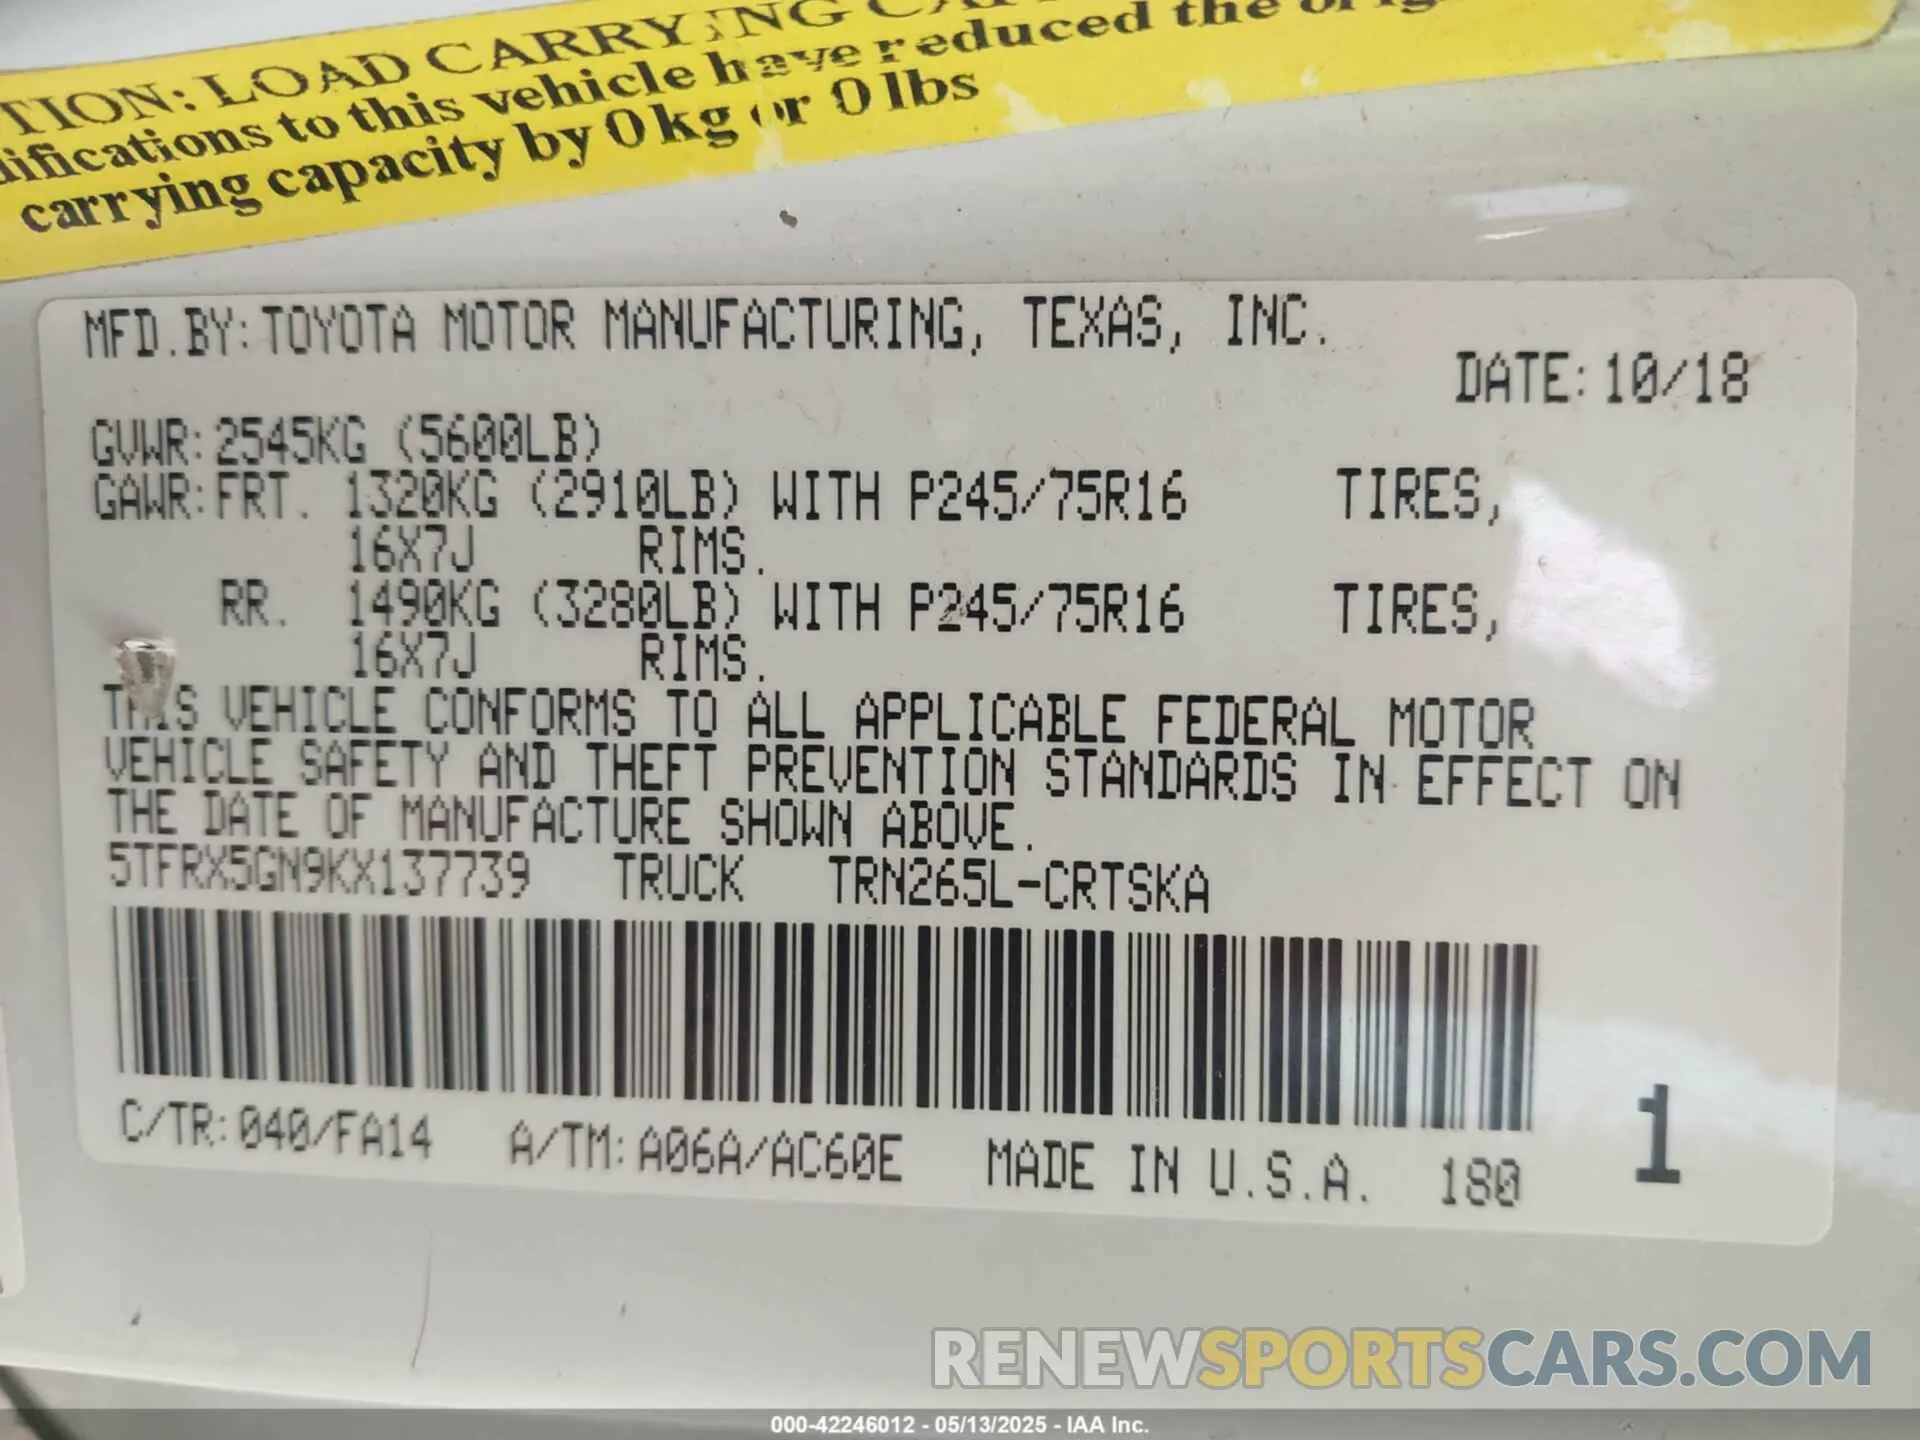 TION: LOAD CARRYING
difications to this vehicle have reduced the
carrying capacity by 0 kg or 0 lbs
MFD.BY:TOYOTA MOTOR MANUFACTURING, TEXAS, INC.
DATE:10/18
GVWR:2545KG (5600LB)
GAWR:FRT. 1320KG (2910LB) WITH P245/75R16 TIRES,
16X7J RIMS.
RR. 1490KG (3280LB) WITH P245/75R16 TIRES,
16X7J RIMS.
THIS VEHICLE CONFORMS TO ALL APPLICABLE FEDERAL MOTOR
VEHICLE SAFETY AND THEFT PREVENTION STANDARDS IN EFFECT ON
THE DATE OF MANUFACTURE SHOWN ABOVE.
5TFRX5GN9KX137739 TRUCK TRN265L-CRTSKA
C/TR:040/FA14 A/TM:A06A/AC60E MADE IN U.S.A. 180 1
RENEWSPORTSCARS.COM
000-42246012 - 05/13/2025 - IAA Inc.